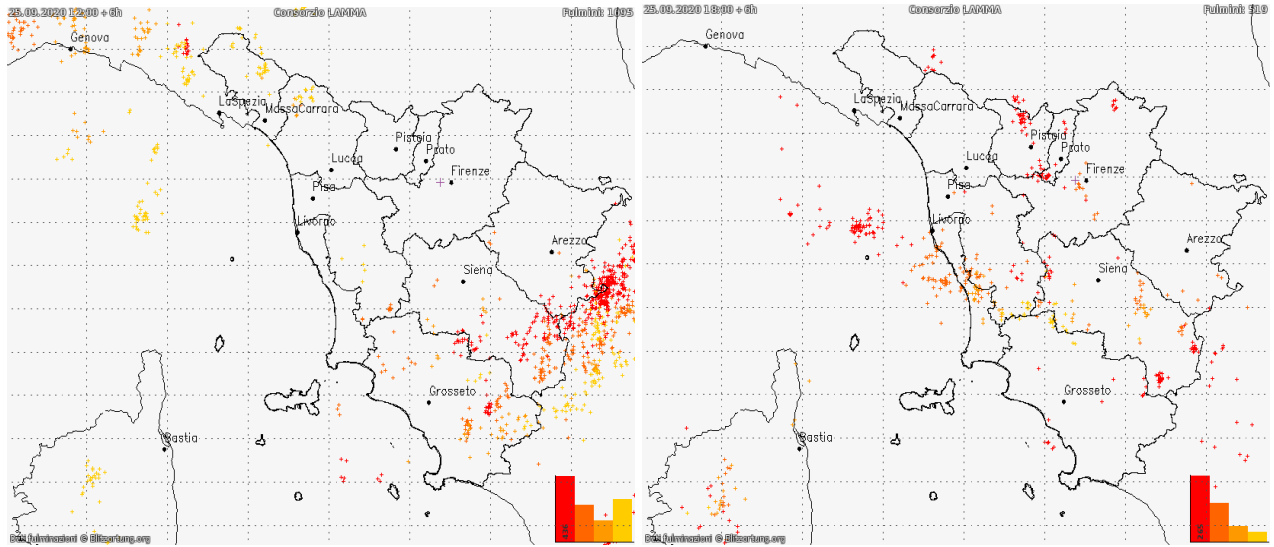 25.09.2020 12:00 + 6h Consorzio LAMMA Fulmini: 1095
Genova
LaSpezia
MassaCarrara
Pistoia
Prato
Lucca
Firenze
Pisa
Livorno
Arezzo
Siena
Grosseto
Bastia
Dati fulminazioni © Blitzortung.org
25.09.2020 18:00 + 6h Consorzio LAMMA Fulmini: 519
Genova
LaSpezia
MassaCarrara
Pistoia
Prato
Lucca
Firenze
Pisa
Livorno
Arezzo
Siena
Grosseto
Bastia
265
Dati fulminazioni © Blitzortung.org